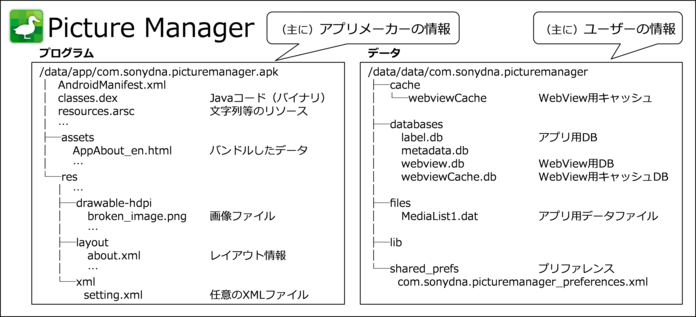 Picture Manager
（主に）アプリメーカーの情報
（主に）ユーザーの情報
プログラム
/data/app/com.sonydna.picturemanager.apk
AndroidManifest.xml
classes.dex Javaコード（バイナリ）
resources.arsc 文字列等のリソース
…
assets
AppAbout_en.html バンドルしたデータ
…
res
…
drawable-hdpi
broken_image.png 画像ファイル
…
layout
about.xml レイアウト情報
…
xml
setting.xml 任意のXMLファイル
データ
/data/data/com.sonydna.picturemanager
cache
webviewCache WebView用キャッシュ
databases
label.db アプリ用DB
metadata.db
webview.db WebView用DB
webviewCache.db WebView用キャッシュDB
files
MediaList1.dat アプリ用データファイル
lib
shared_prefs プリファレンス
com.sonydna.picturemanager_preferences.xml